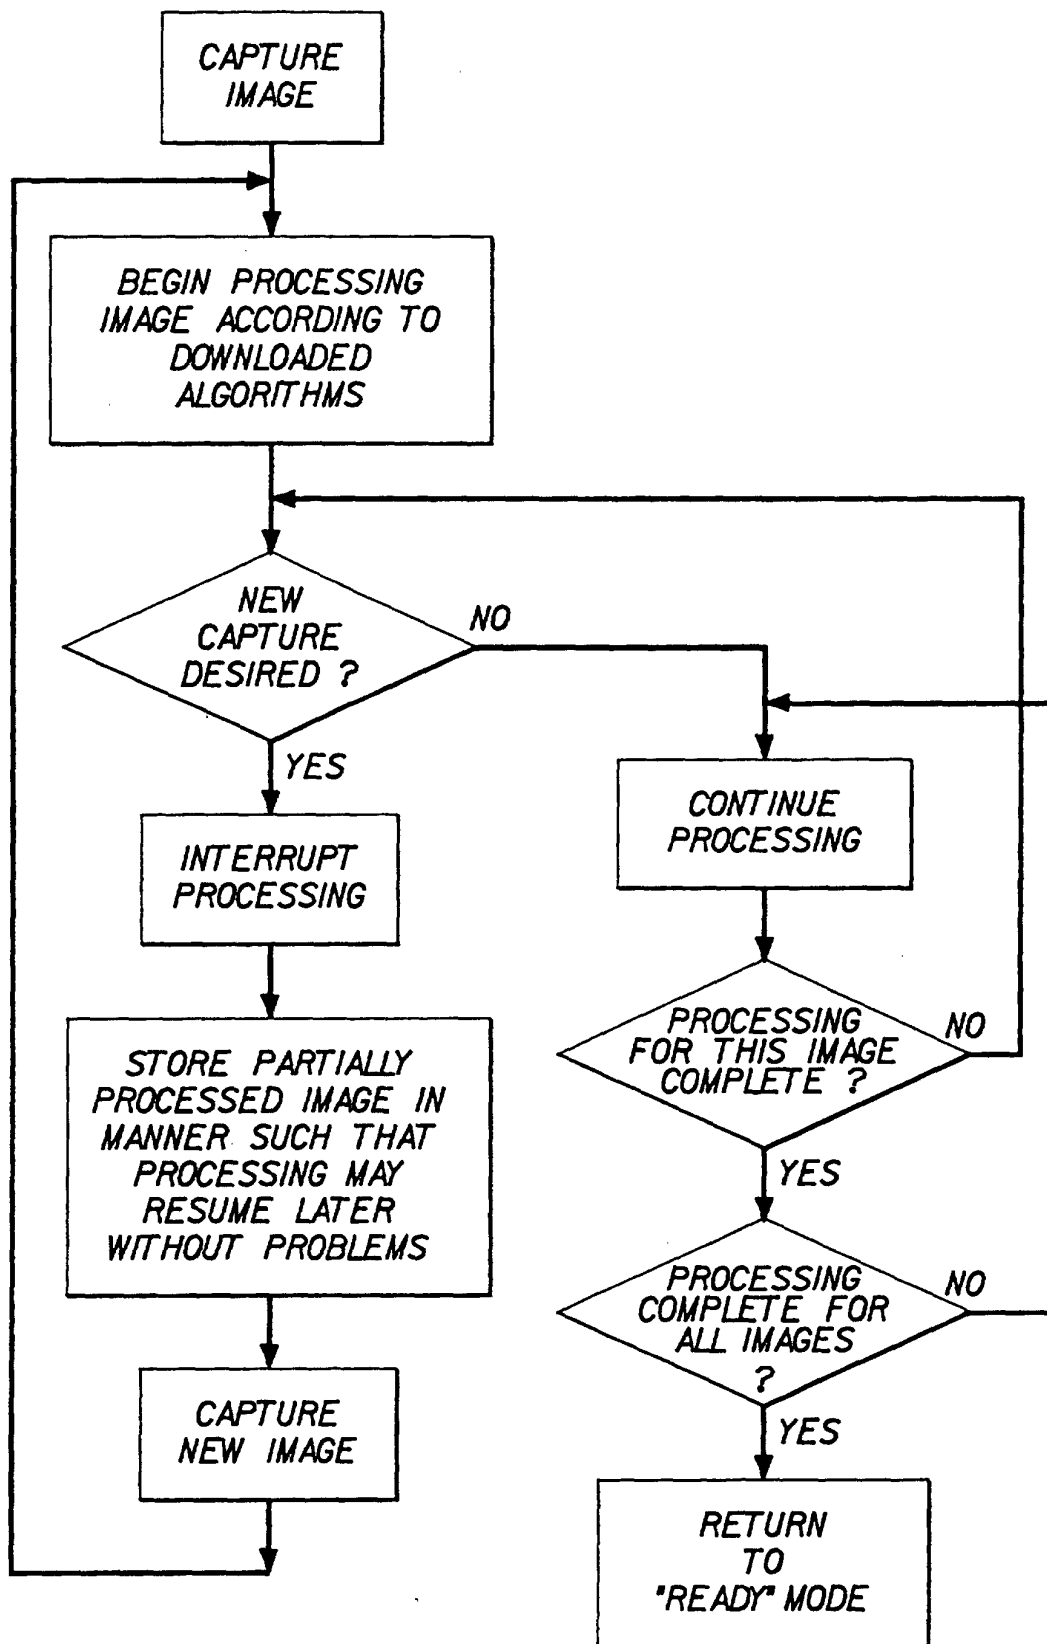 CAPTURE
IMAGE
BEGIN PROCESSING
IMAGE ACCORDING TO
DOWNLOADED
ALGORITHMS
NEW
CAPTURE
DESIRED ?
NO
YES
INTERRUPT
PROCESSING
STORE PARTIALLY
PROCESSED IMAGE IN
MANNER SUCH THAT
PROCESSING MAY
RESUME LATER
WITHOUT PROBLEMS
CAPTURE
NEW IMAGE
CONTINUE
PROCESSING
PROCESSING
FOR THIS IMAGE
COMPLETE ?
NO
YES
PROCESSING
COMPLETE FOR
ALL IMAGES
?
NO
YES
RETURN
TO
"READY" MODE